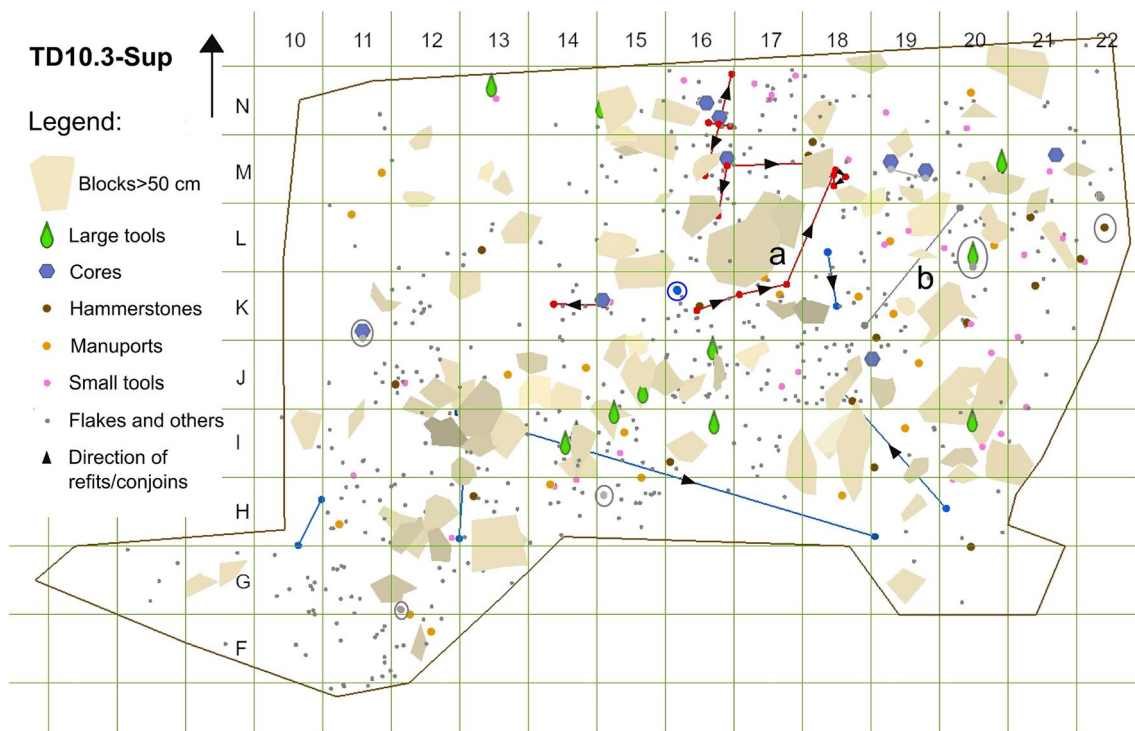 TD10.3-Sup
10 11 12 13 14 15 16 17 18 19 20 21 22
Legend:
Blocks>50 cm
Large tools
Cores
Hammerstones
Manuports
Small tools
Flakes and others
Direction of
refits/conjoins
N
M
L
K
J
I
H
G
F
a
b